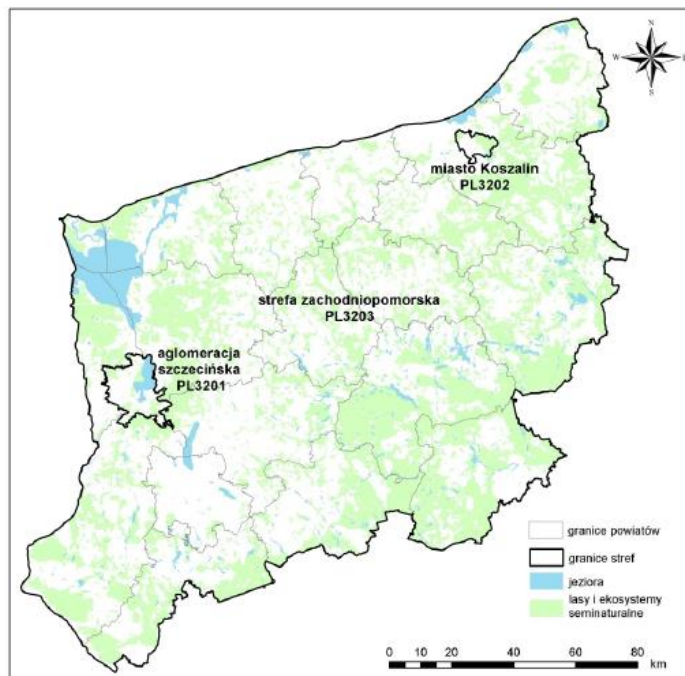 N
W
E
S
miasto Koszalin
PL3202
strefa zachodniopomorska
PL3203
aglomeracja
szczecińska
PL3201
granice powiatów
granice stref
jeziora
lasy i ekosystemy
seminaturalne
0 10 20 40 60 80
km